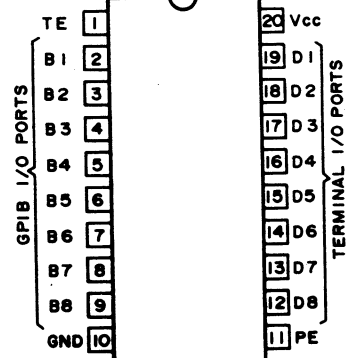 TE 1 20 Vcc
B1 2 19 D1
B2 3 18 D2
B3 4 17 D3
B4 5 16 D4
B5 6 15 D5
B6 7 14 D6
B7 8 13 D7
B8 9 12 D8
GND 10 11 PE
GPIB I/O PORTS
TERMINAL I/O PORTS